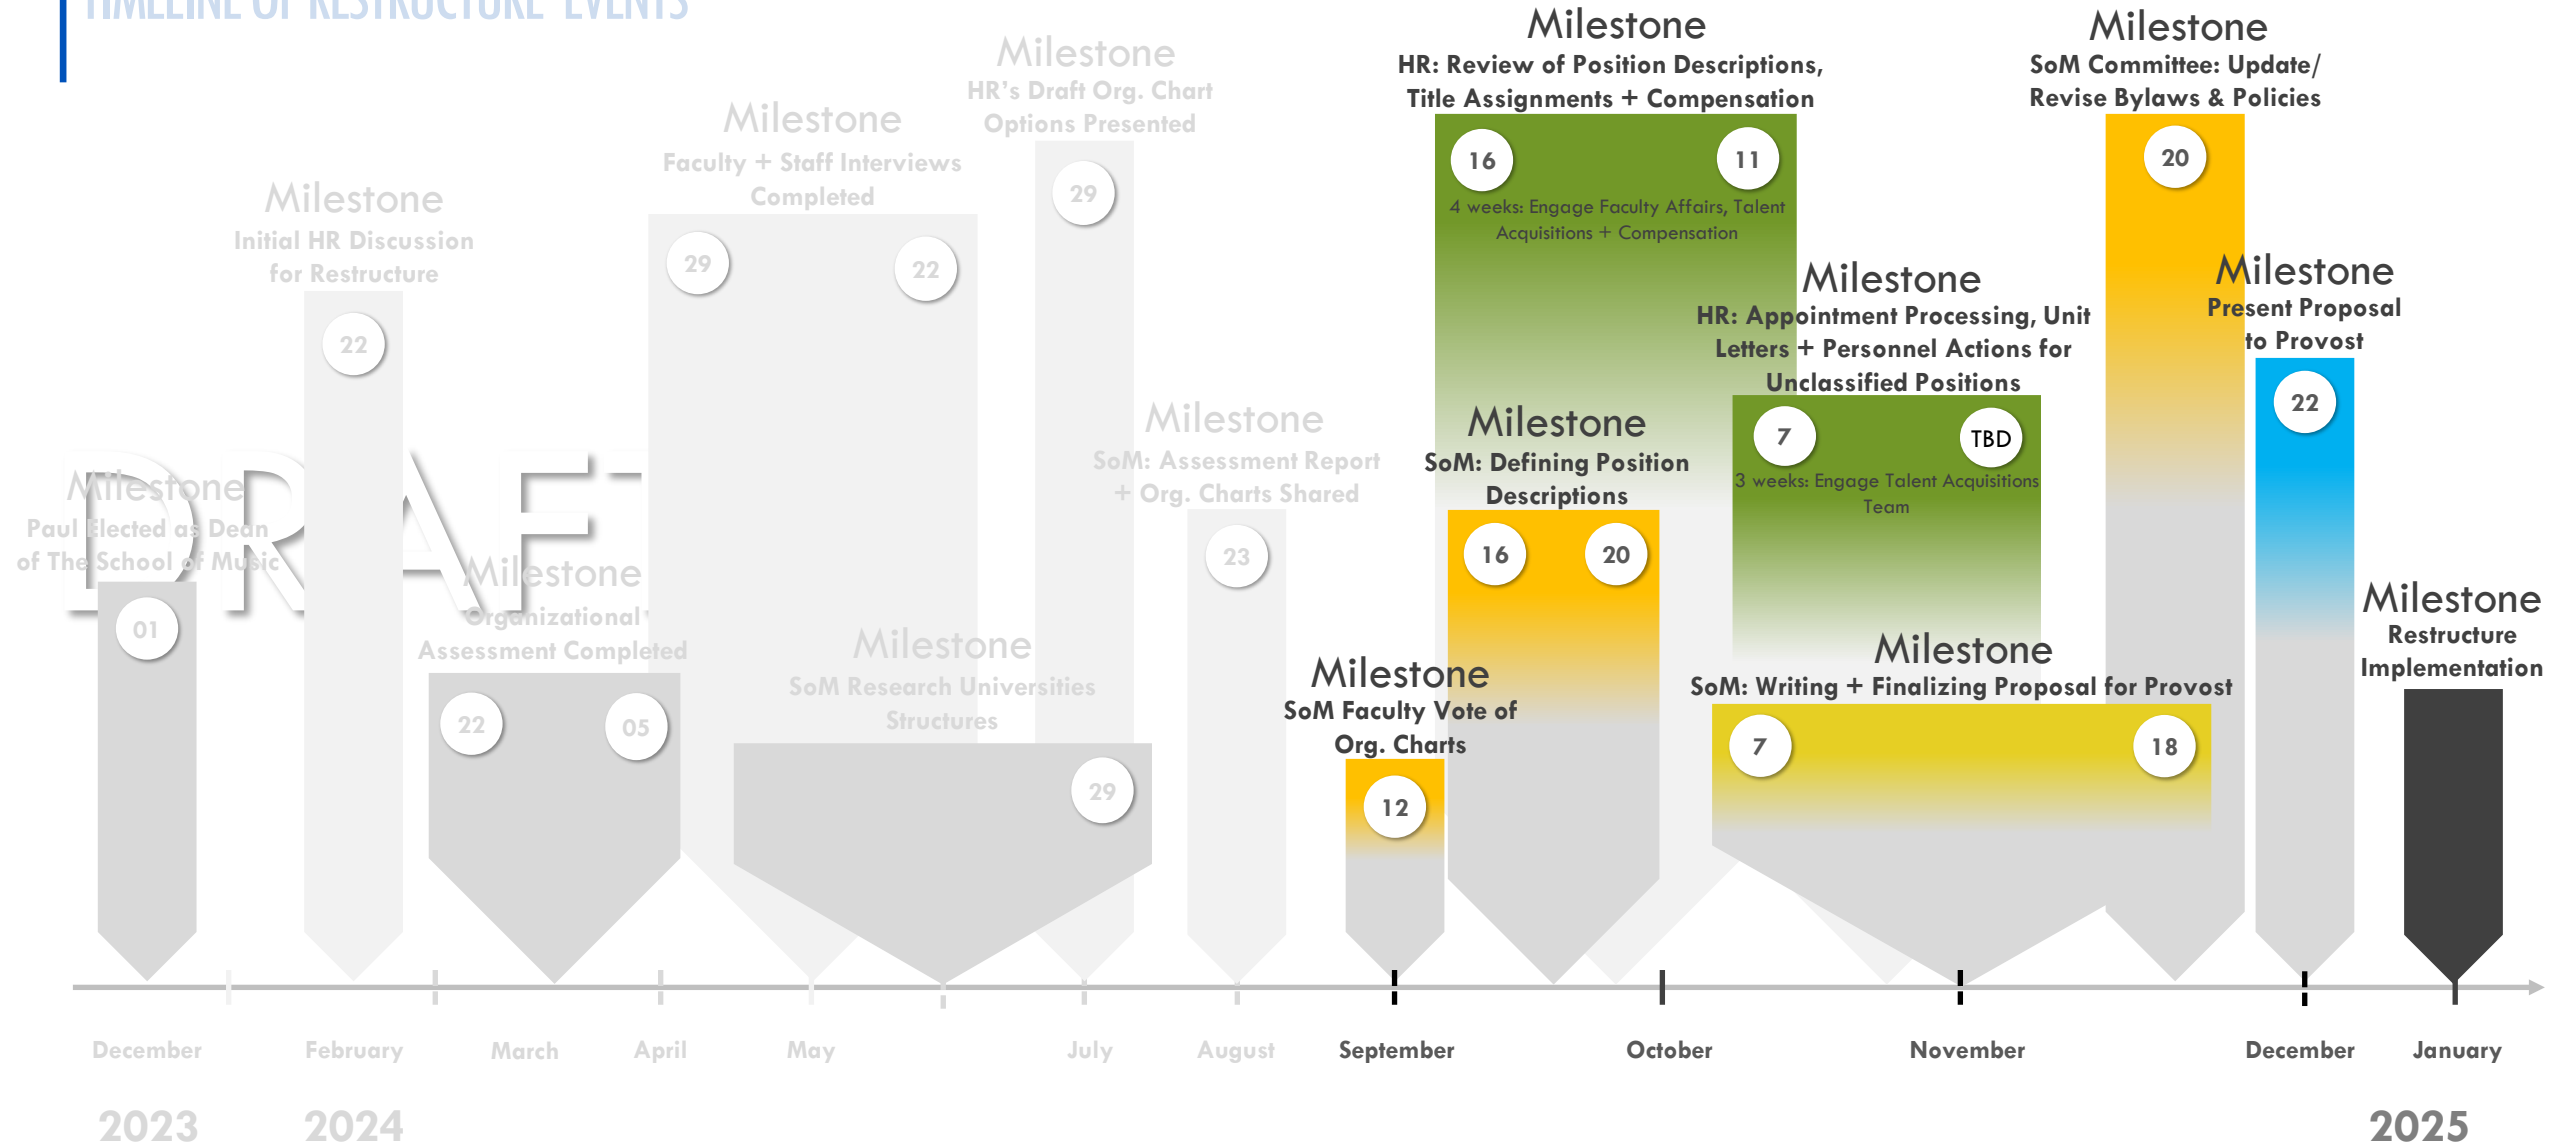 TIMELINE OF RESTRUCTURE EVENTS
DRAFT
Milestone
Paul Elected as Dean
of The School of Music
01
Milestone
Initial HR Discussion
for Restructure
22
Milestone
Organizational
Assessment Completed
22
05
Milestone
Faculty + Staff Interviews
Completed
29
22
Milestone
SoM Research Universities
Structures
29
Milestone
HR's Draft Org. Chart
Options Presented
29
Milestone
SoM: Assessment Report
+ Org. Charts Shared
23
Milestone
SoM Faculty Vote of
Org. Charts
12
Milestone
HR: Review of Position Descriptions,
Title Assignments + Compensation
16
11
4 weeks: Engage Faculty Affairs, Talent
Acquisitions + Compensation
Milestone
SoM: Defining Position
Descriptions
16
20
Milestone
HR: Appointment Processing, Unit
Letters + Personnel Actions for
Unclassified Positions
7
TBD
3 weeks: Engage Talent Acquisitions
Team
Milestone
SoM: Writing + Finalizing Proposal for Provost
7
18
Milestone
SoM Committee: Update/
Revise Bylaws & Policies
20
Milestone
Present Proposal
to Provost
22
Milestone
Restructure
Implementation
December
February
March
April
May
July
August
September
October
November
December
January
2023
2024
2025